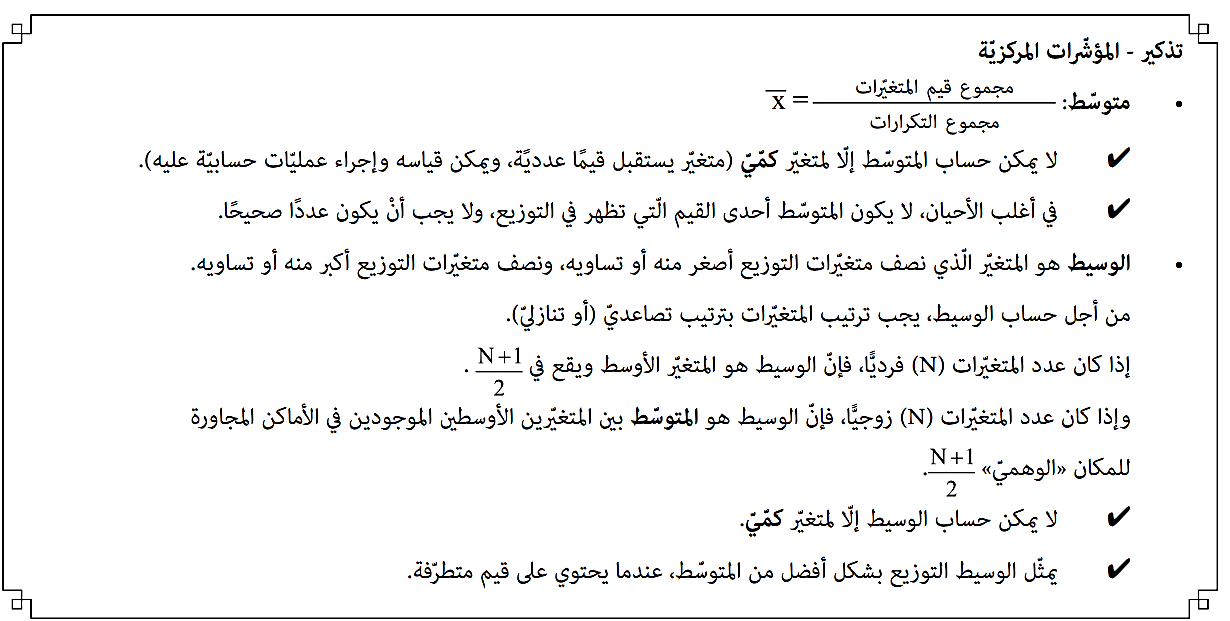 تذكير - المؤشّرات المركزيّة
• متوسّط: x̄ = مجموع قيم المتغيّرات / مجموع التكرارات
✔ لا يمكن حساب المتوسّط إلّا لمتغيّر كمّيّ (متغيّر يستقبل قيمًا عدديًة، ويمكن قياسه وإجراء عمليّات حسابيّة عليه).
✔ في أغلب الأحيان، لا يكون المتوسّط أحدى القيم الّتي تظهر في التوزيع، ولا يجب أنْ يكون عددًا صحيحًا.
• الوسيط هو المتغيّر الّذي نصف متغيّرات التوزيع أصغر منه أو تساويه، ونصف متغيّرات التوزيع أكبر منه أو تساويه.
من أجل حساب الوسيط، يجب ترتيب المتغيّرات بترتيب تصاعديّ (أو تنازليّ).
إذا كان عدد المتغيّرات (N) فرديًّا، فإنّ الوسيط هو المتغيّر الأوسط ويقع في N+1 / 2 .
وإذا كان عدد المتغيّرات (N) زوجيًّا، فإنّ الوسيط هو المتوسّط بين المتغيّرين الأوسطين الموجودين في الأماكن المجاورة
للمكان «الوهميّ» N+1 / 2.
✔ لا يمكن حساب الوسيط إلّا لمتغيّر كمّيّ.
✔ يمثّل الوسيط التوزيع بشكل أفضل من المتوسّط، عندما يحتوي على قيم متطرّفة.